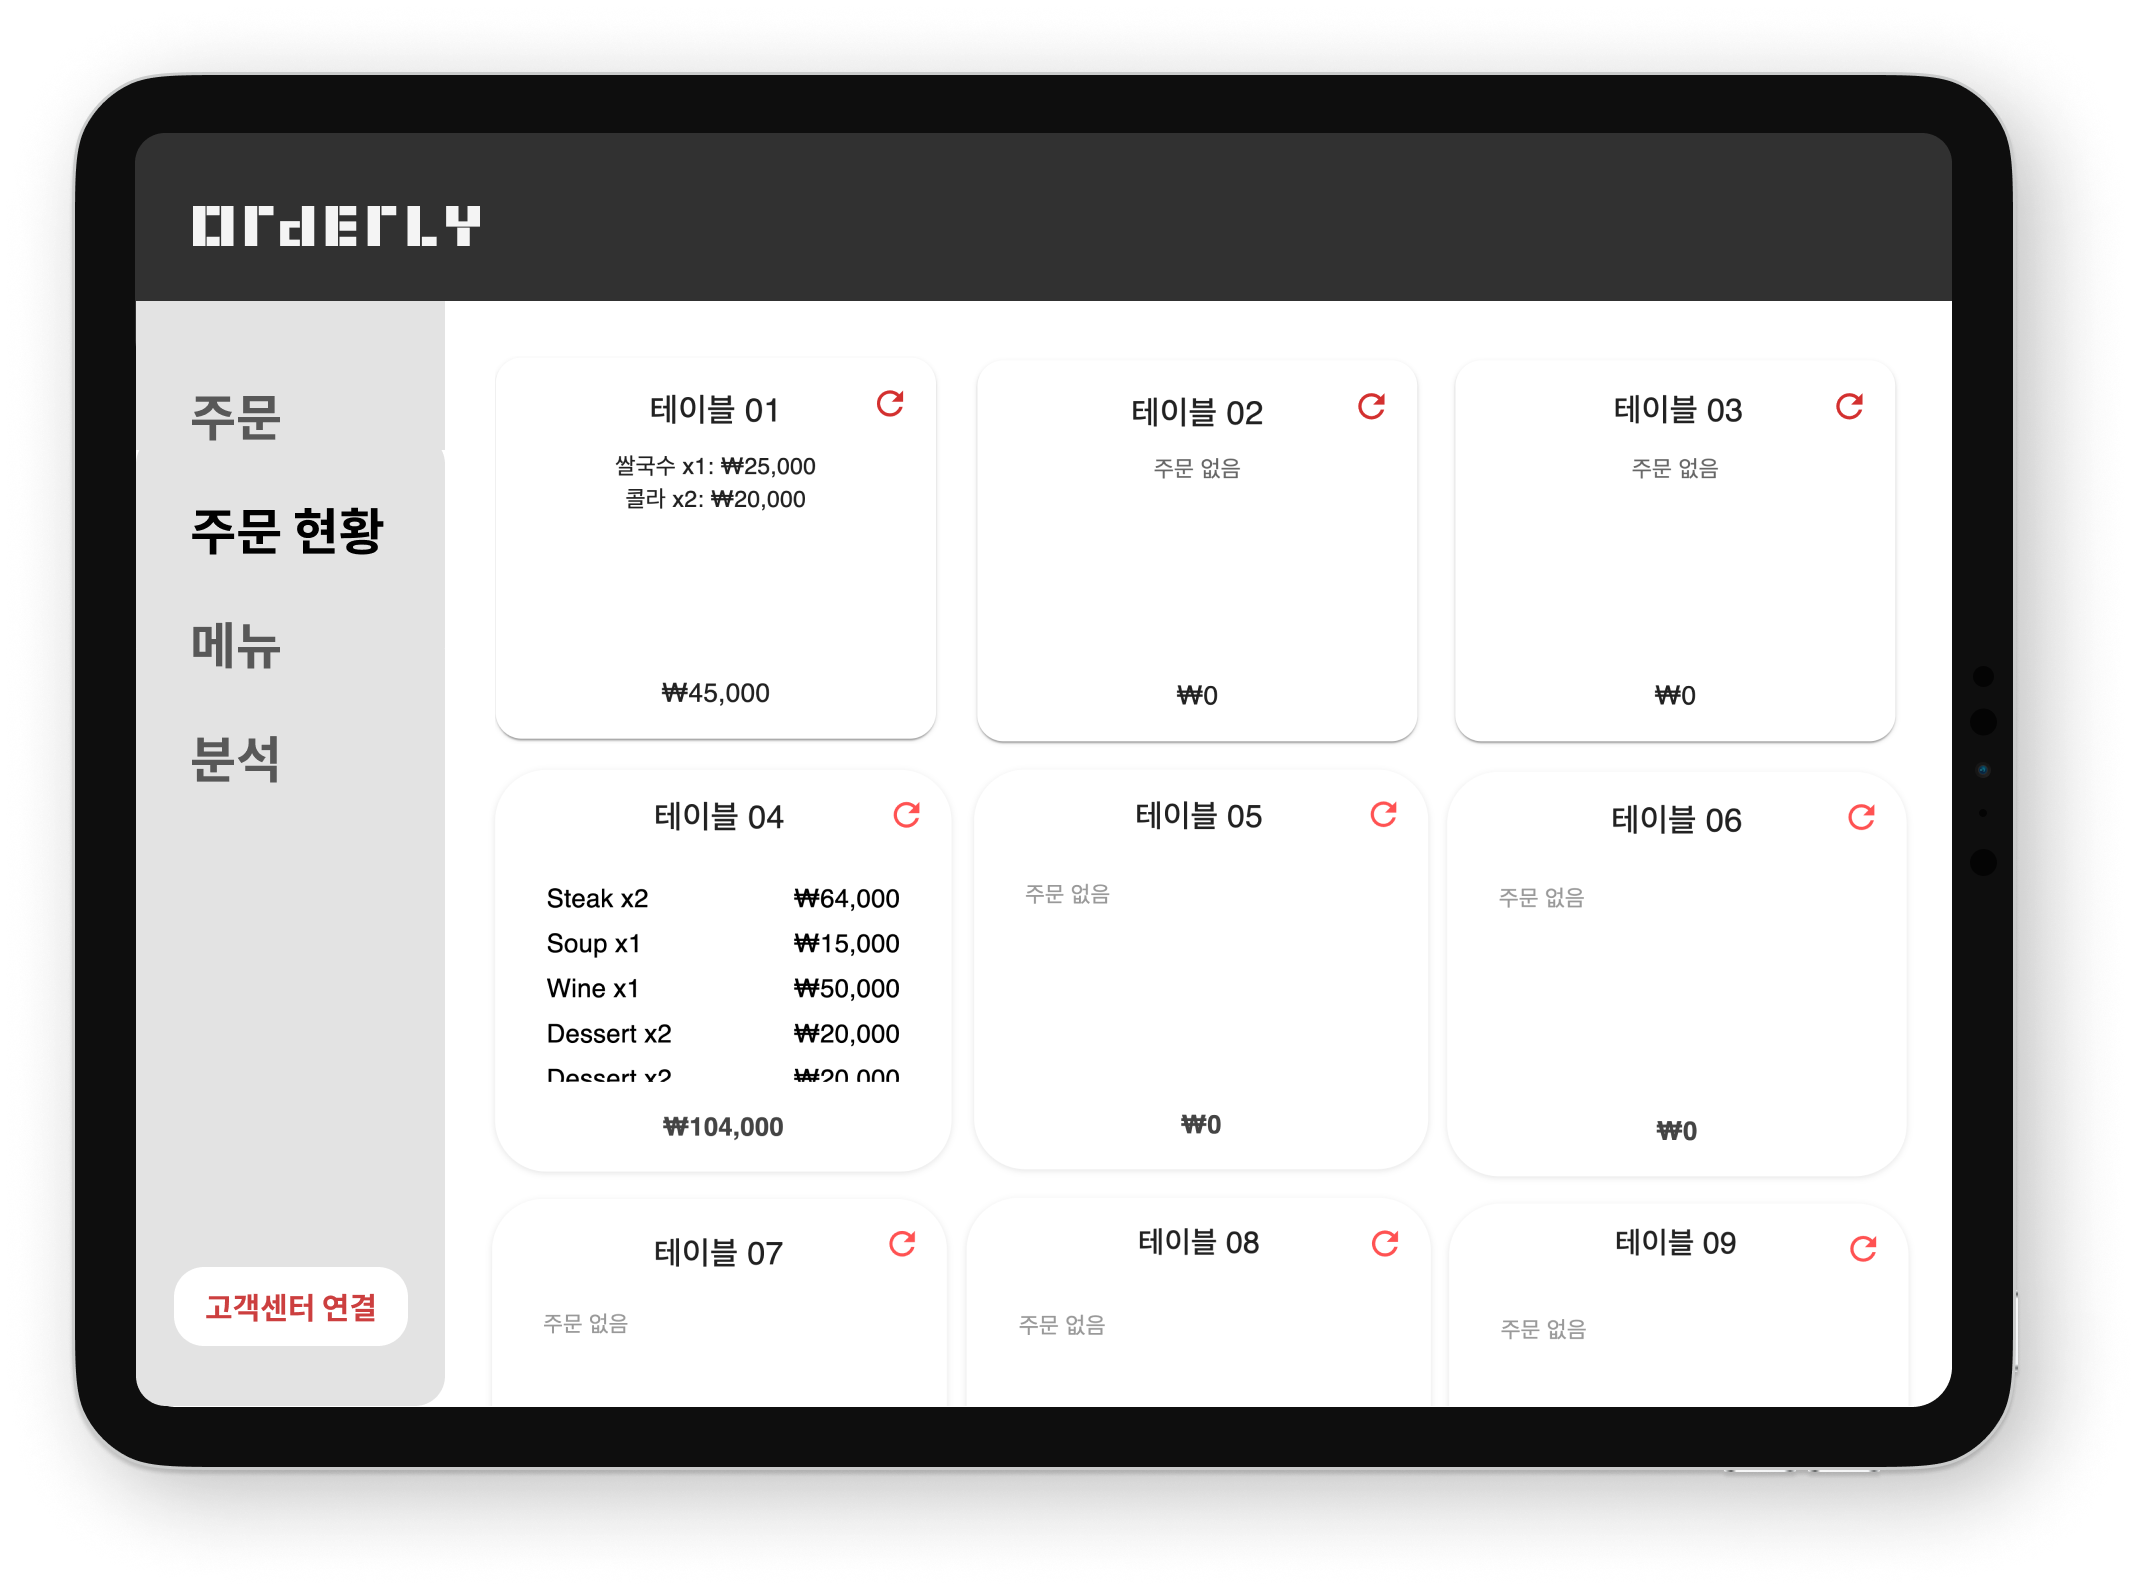 OrdErLY
주문
주문 현황
메뉴
분석
고객센터 연결
테이블 01
쌀국수 x1: ₩25,000
콜라 x2: ₩20,000
₩45,000
테이블 02
주문 없음
₩0
테이블 03
주문 없음
₩0
테이블 04
Steak x2 ₩64,000
Soup x1 ₩15,000
Wine x1 ₩50,000
Dessert x2 ₩20,000
Dessert x2 ₩20,000
₩104,000
테이블 05
주문 없음
₩0
테이블 06
주문 없음
₩0
테이블 07
주문 없음
테이블 08
주문 없음
테이블 09
주문 없음